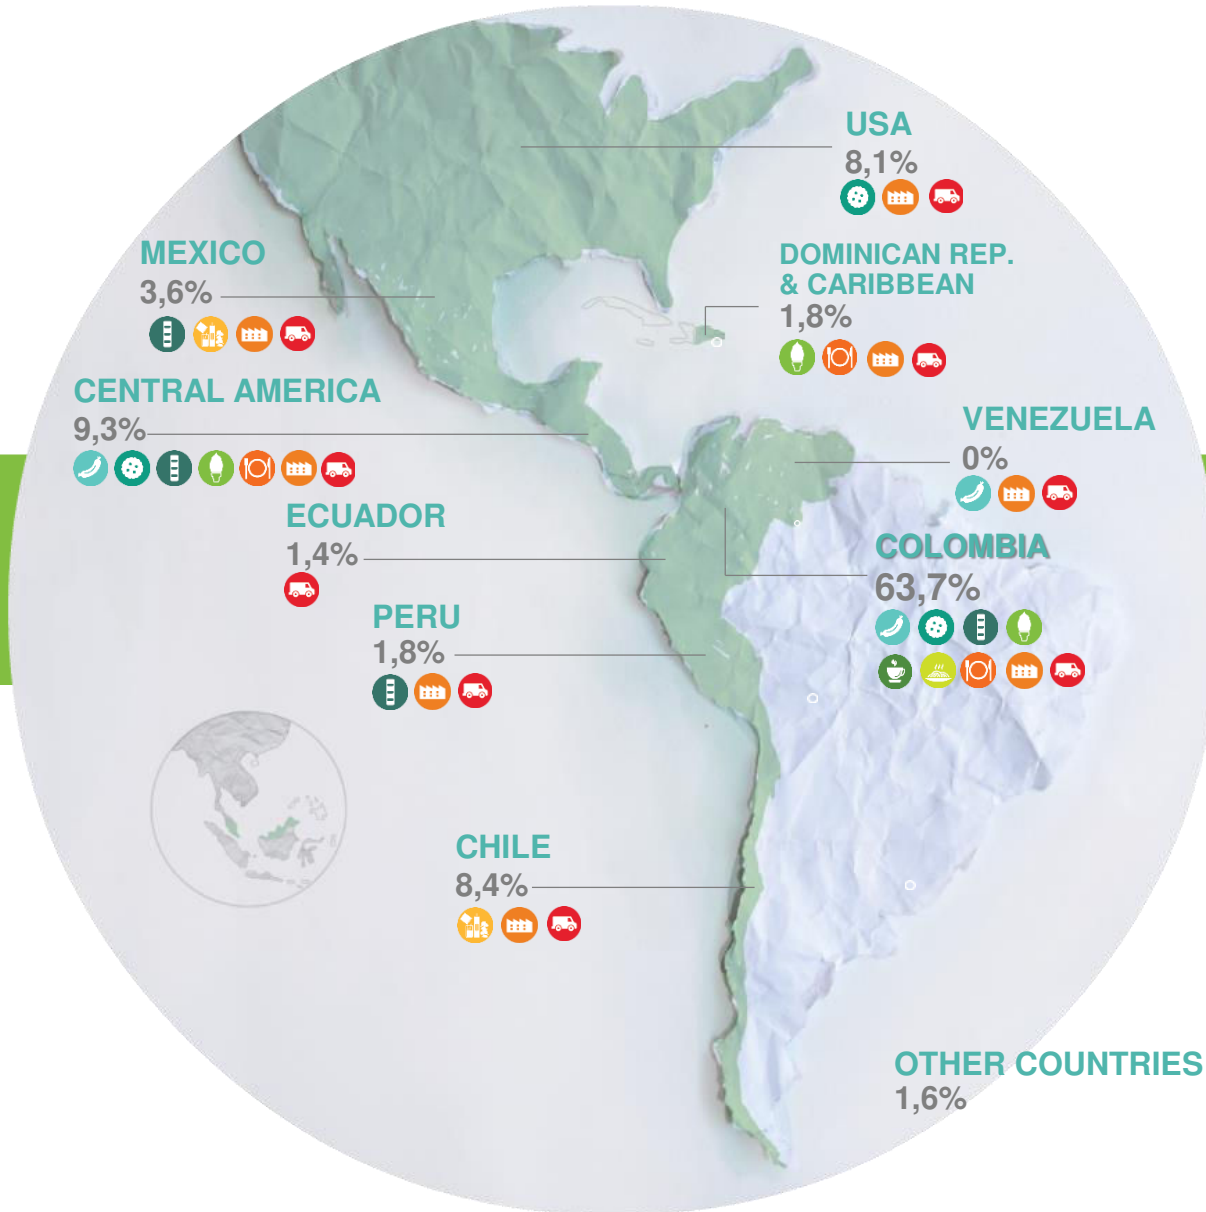 USA
8,1%
MEXICO
3,6%
DOMINICAN REP.
& CARIBBEAN
1,8%
CENTRAL AMERICA
9,3%
VENEZUELA
0%
ECUADOR
1,4%
COLOMBIA
63,7%
PERU
1,8%
CHILE
8,4%
OTHER COUNTRIES
1,6%